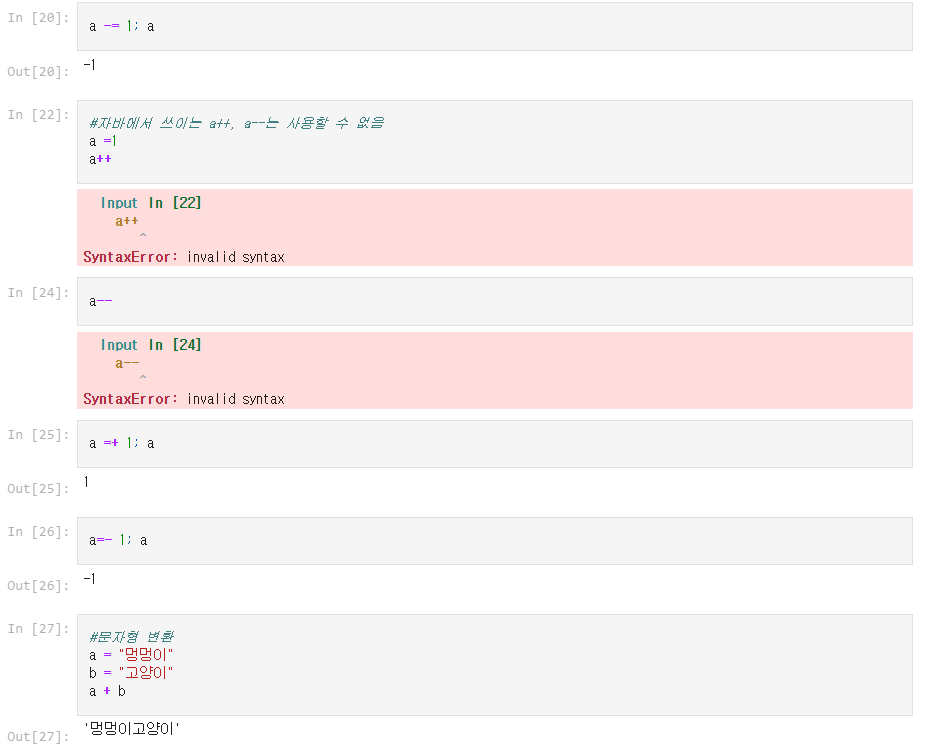 In [20]:
a -= 1; a
Out[20]:
-1
In [22]:
#자바에서 쓰이는 a++, a--는 사용할 수 없음
a =1
a++
Input In [22]
a++
^
SyntaxError: invalid syntax
In [24]:
a--
Input In [24]
a--
^
SyntaxError: invalid syntax
In [25]:
a =+ 1; a
Out[25]:
1
In [26]:
a=- 1; a
Out[26]:
-1
In [27]:
#문자형 변환
a = "멍멍이"
b = "고양이"
a + b
Out[27]:
'멍멍이고양이'